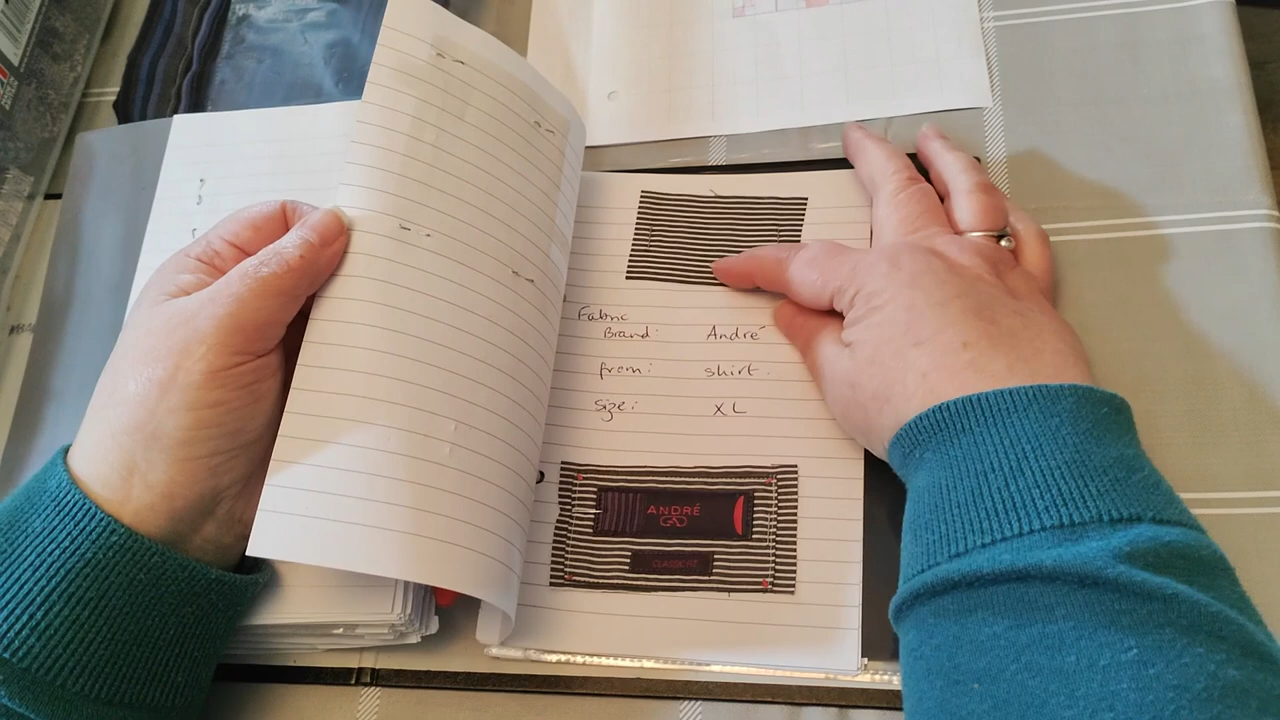 Fabric
Brand: André
from: shirt.
size: XL
ANDRÉ
CLASSIC FIT